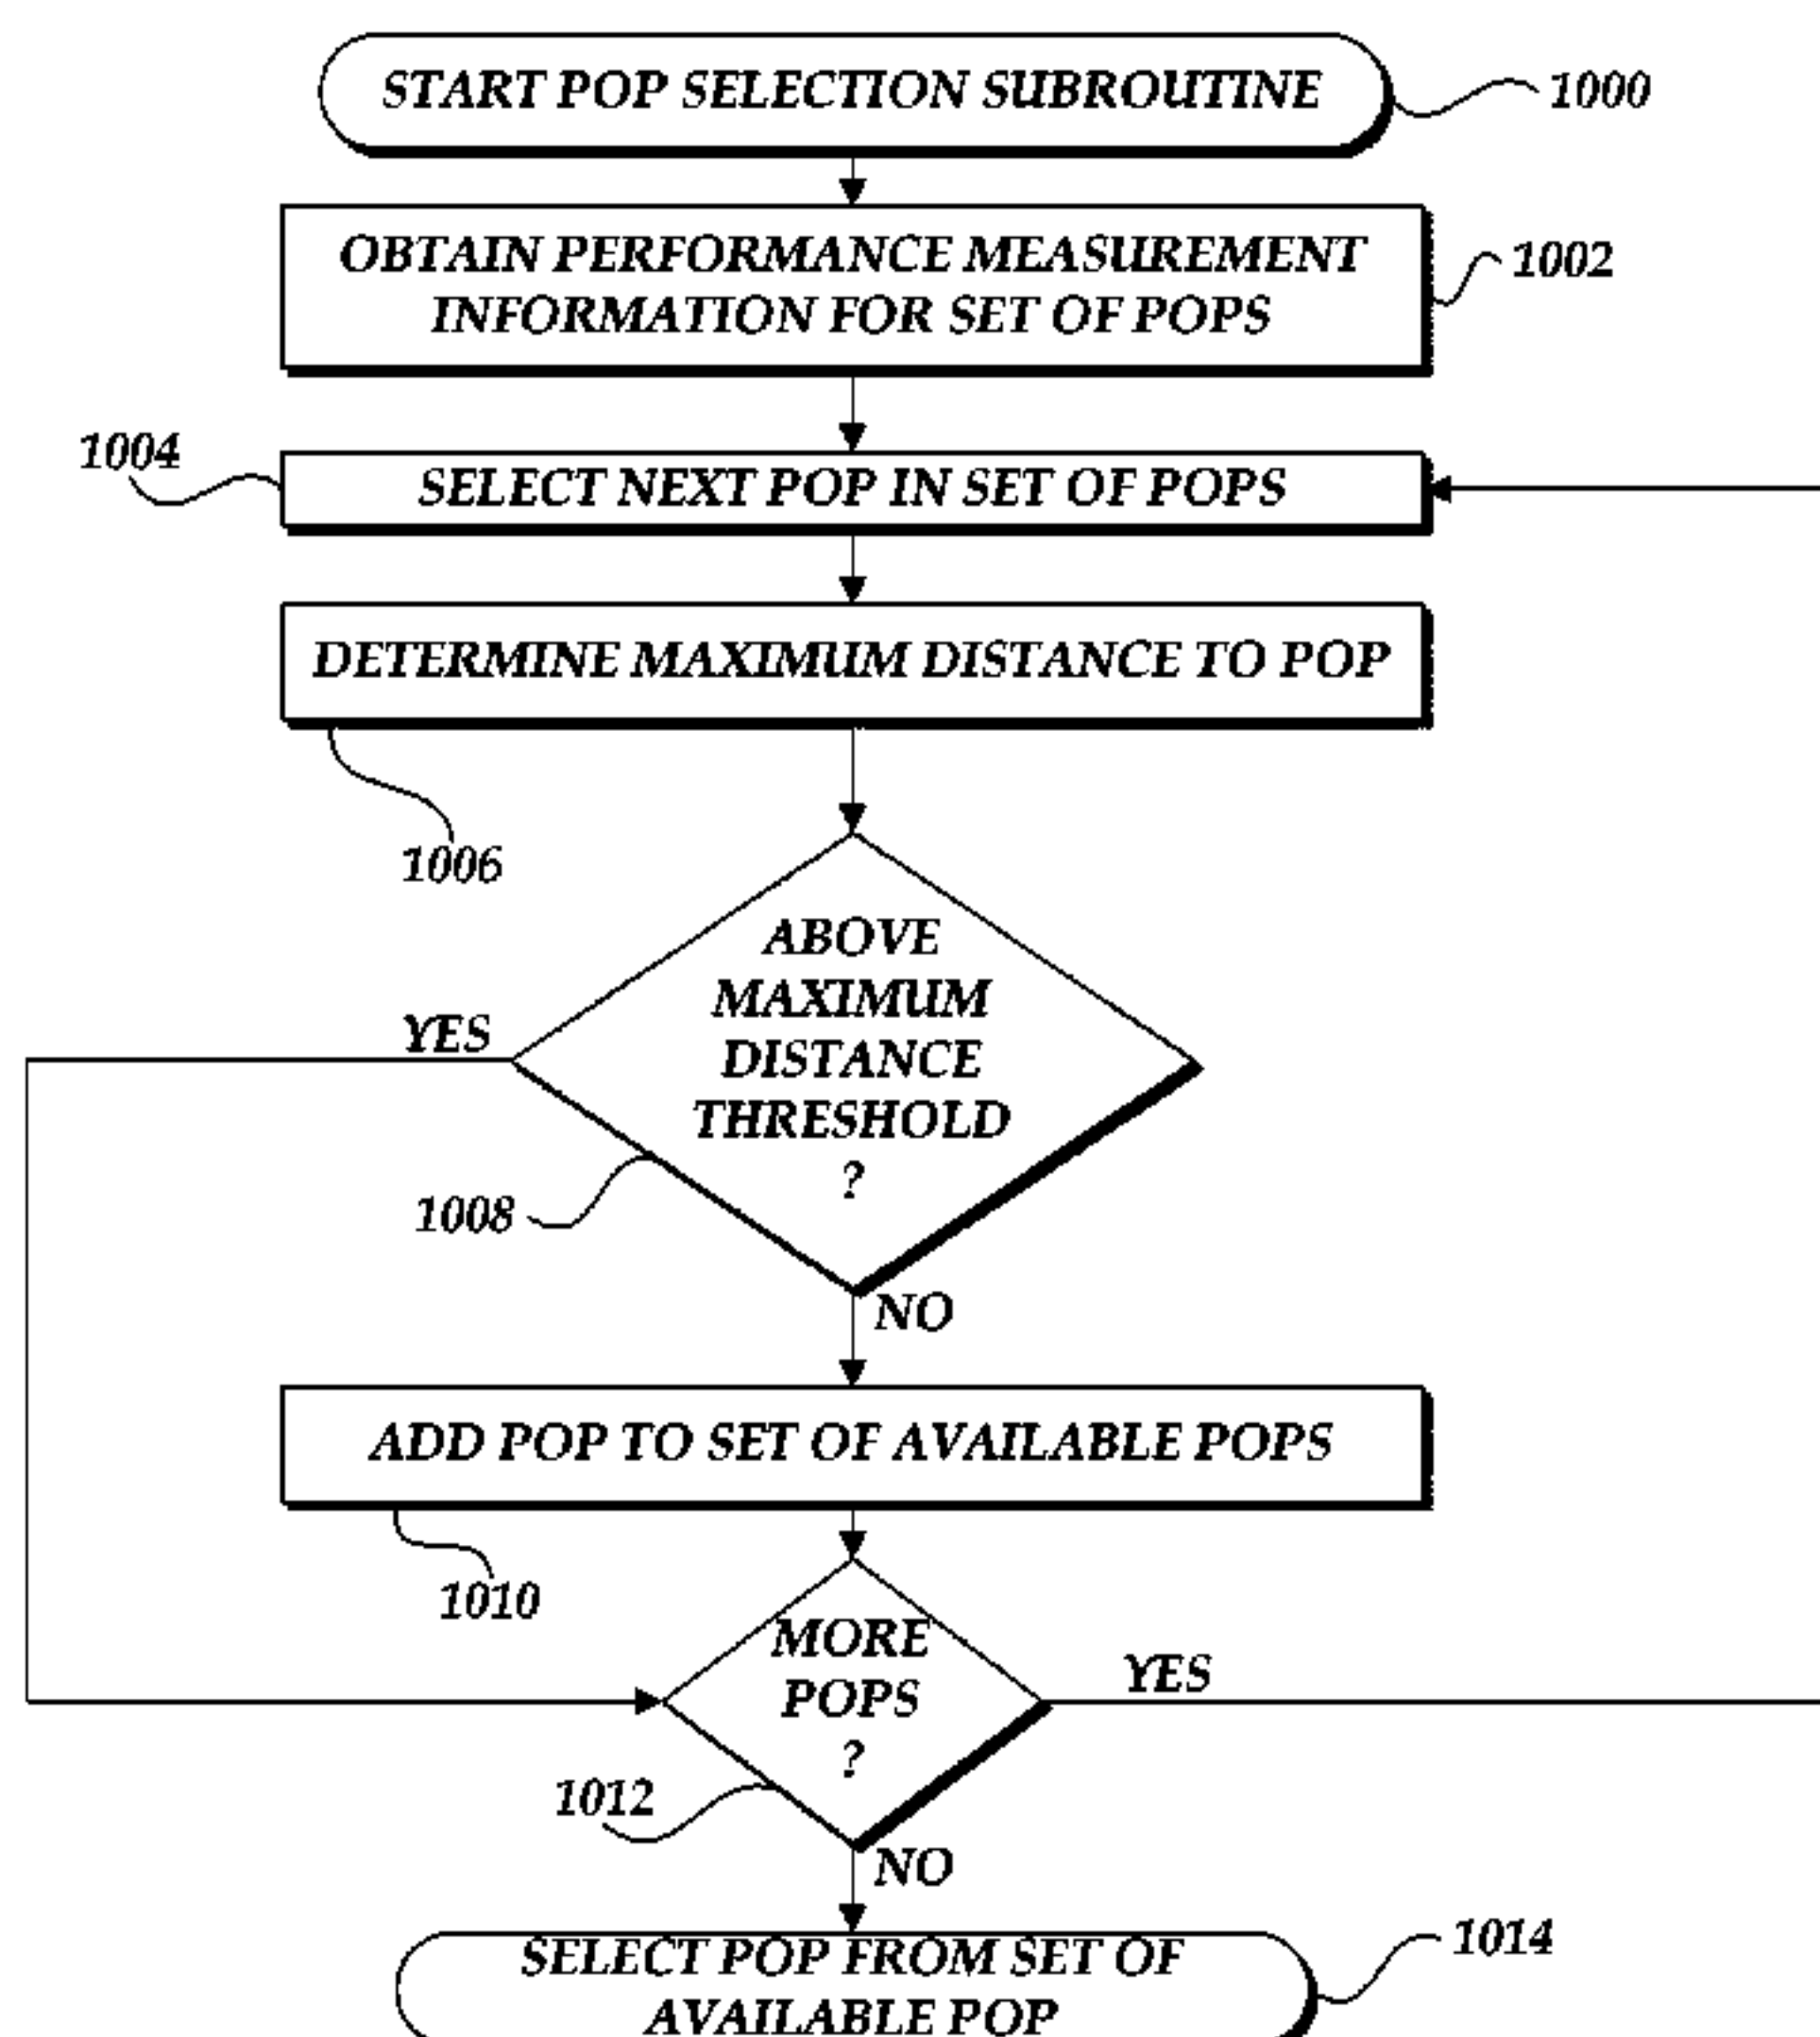 START POP SELECTION SUBROUTINE
1000
OBTAIN PERFORMANCE MEASUREMENT
INFORMATION FOR SET OF POPS
1002
1004
SELECT NEXT POP IN SET OF POPS
DETERMINE MAXIMUM DISTANCE TO POP
1006
ABOVE
MAXIMUM
DISTANCE
THRESHOLD
?
YES
1008
NO
ADD POP TO SET OF AVAILABLE POPS
1010
MORE
POPS
?
YES
1012
NO
SELECT POP FROM SET OF
AVAILABLE POP
1014